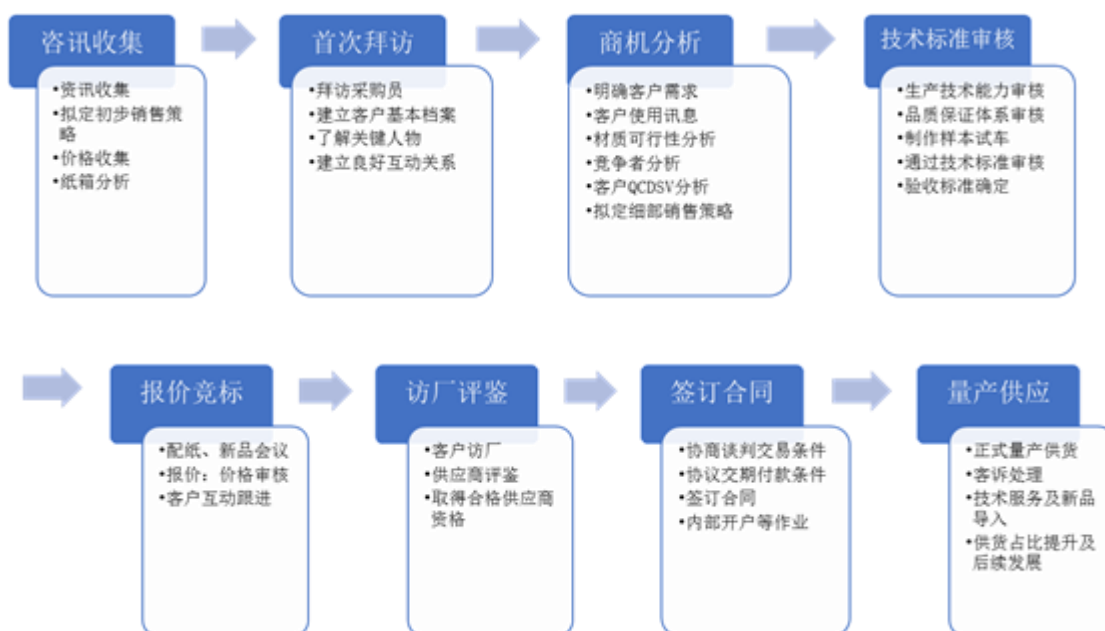 咨讯收集
•资讯收集
•拟定初步销售策
略
•价格收集
•纸箱分析
首次拜访
•拜访采购员
•建立客户基本档案
•了解关键人物
•建立良好互动关系
商机分析
•明确客户需求
•客户使用讯息
•材质可行性分析
•竞争者分析
•客户QCDSV分析
•拟定细部销售策略
技术标准审核
•生产技术能力审核
•品质保证体系审核
•制作样本试车
•通过技术标准审核
•验收标准确定
报价竞标
•配纸、新品会议
•报价：价格审核
•客户互动跟进
访厂评鉴
•客户访厂
•供应商评鉴
•取得合格供应商
资格
签订合同
•协商谈判交易条件
•协议交期付款条件
•签订合同
•内部开户等作业
量产供应
•正式量产供货
•客诉处理
•技术服务及新品
导入
•供货占比提升及
后续发展